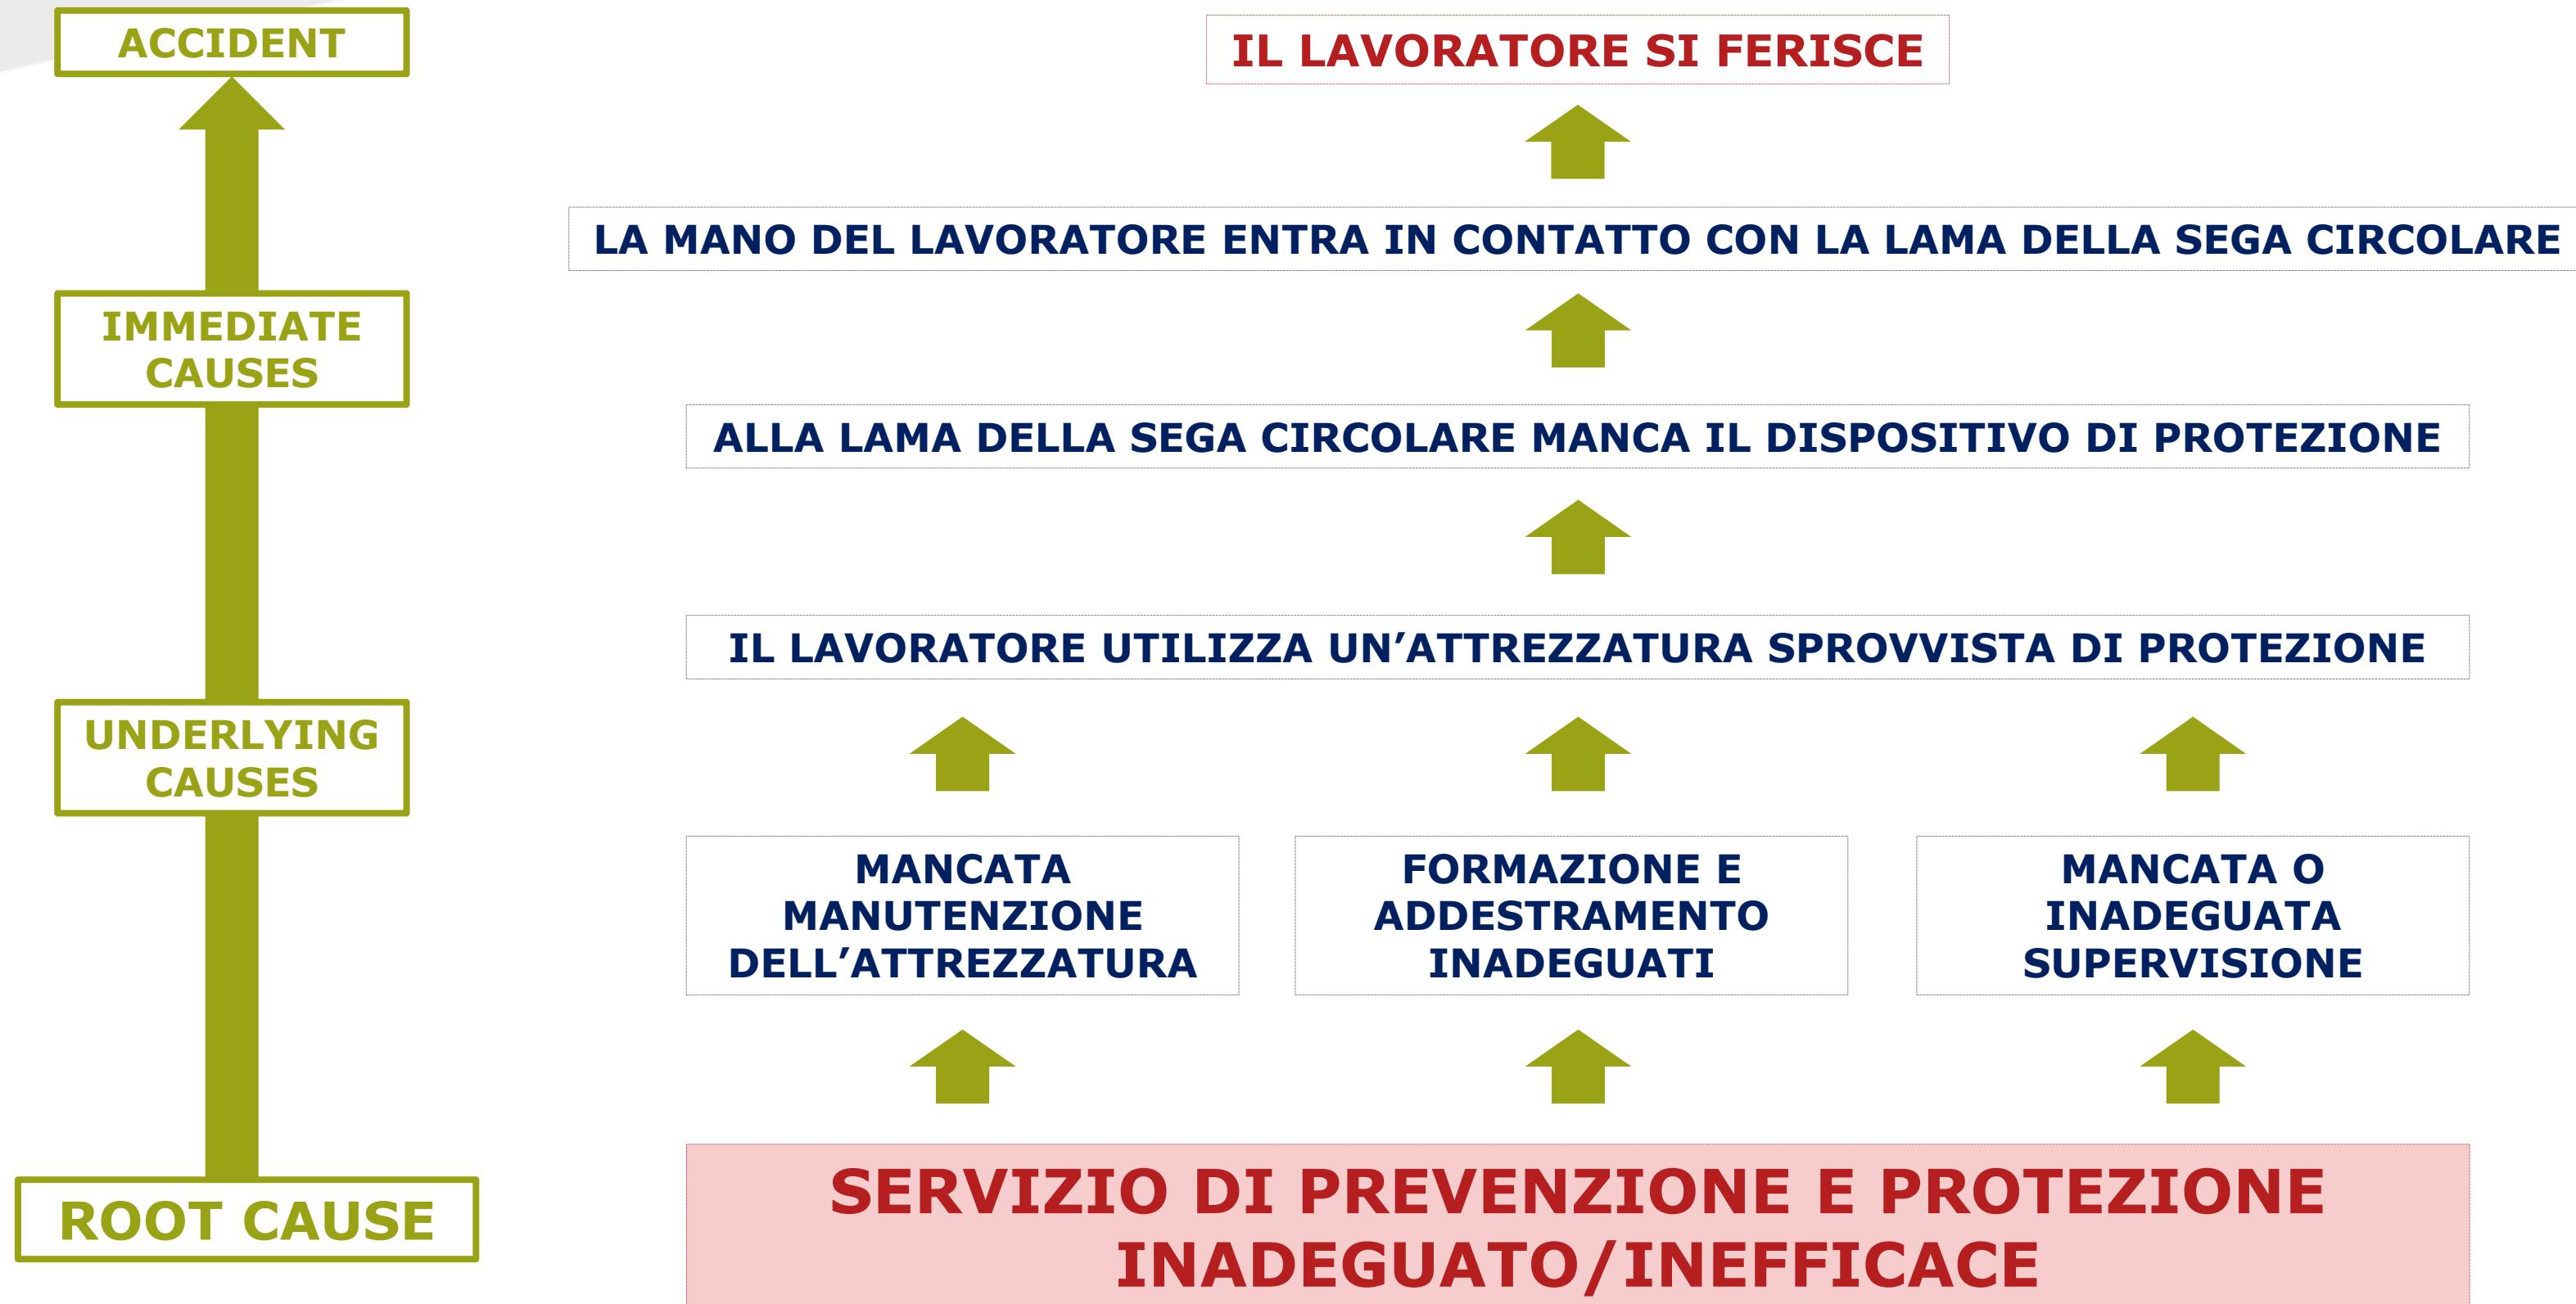 ACCIDENT
IL LAVORATORE SI FERISCE
LA MANO DEL LAVORATORE ENTRA IN CONTATTO CON LA LAMA DELLA SEGA CIRCOLARE
IMMEDIATE
CAUSES
ALLA LAMA DELLA SEGA CIRCOLARE MANCA IL DISPOSITIVO DI PROTEZIONE
IL LAVORATORE UTILIZZA UN’ATTREZZATURA SPROVVISTA DI PROTEZIONE
UNDERLYING
CAUSES
MANCATA
MANUTENZIONE
DELL’ATTREZZATURA
FORMAZIONE E
ADDESTRAMENTO
INADEGUATI
MANCATA O
INADEGUATA
SUPERVISIONE
ROOT CAUSE
SERVIZIO DI PREVENZIONE E PROTEZIONE
INADEGUATO/INEFFICACE